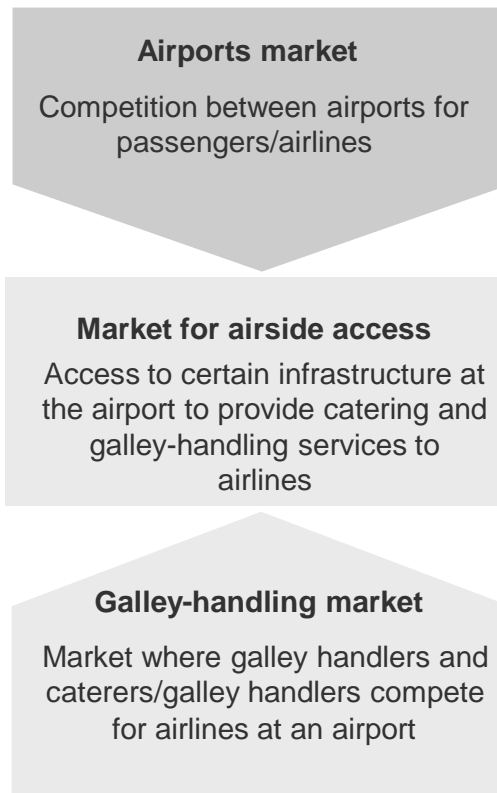 Airports market
Competition between airports for
passengers/airlines
Market for airside access
Access to certain infrastructure at
the airport to provide catering and
galley-handling services to
airlines
Galley-handling market
Market where galley handlers and
caterers/galley handlers compete
for airlines at an airport